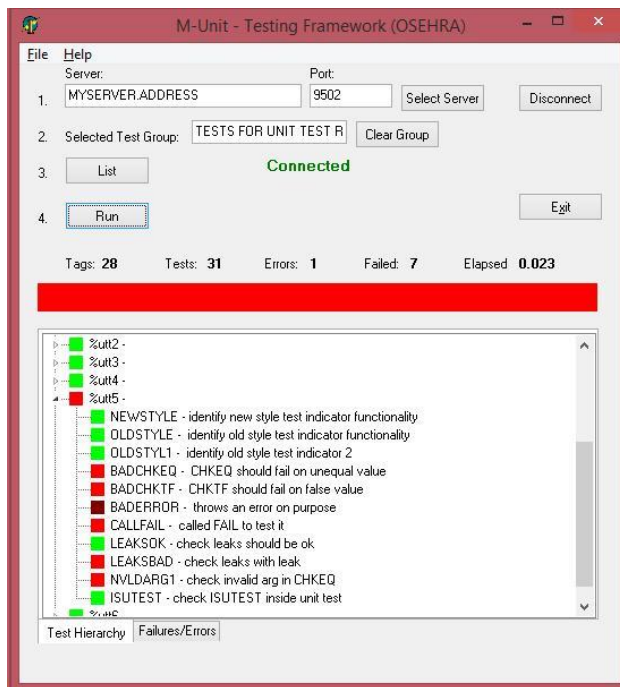 M-Unit - Testing Framework (OSEHRA)
File Help
Server: Port:
1. MYSERVER.ADDRESS 9502 Select Server Disconnect
2. Selected Test Group: TESTS FOR UNIT TEST R Clear Group
3. List Connected
4. Run Exit
Tags: 28 Tests: 31 Errors: 1 Failed: 7 Elapsed 0.023
%utt2 -
%utt3 -
%utt4 -
%utt5 -
NEWSTYLE - identify new style test indicator functionality
OLDSTYLE - identify old style test indicator functionality
OLDSTYL1 - identify old style test indicator 2
BADCHKEQ - CHKEQ should fail on unequal value
BADCHKTF - CHKTF should fail on false value
BADERROR - throws an error on purpose
CALLFAIL - called FAIL to test it
LEAKSOK - check leaks should be ok
LEAKSBAD - check leaks with leak
NVLDARG1 - check invalid arg in CHKEQ
ISUTEST - check ISUTEST inside unit test
Test Hierarchy Failures/Errors